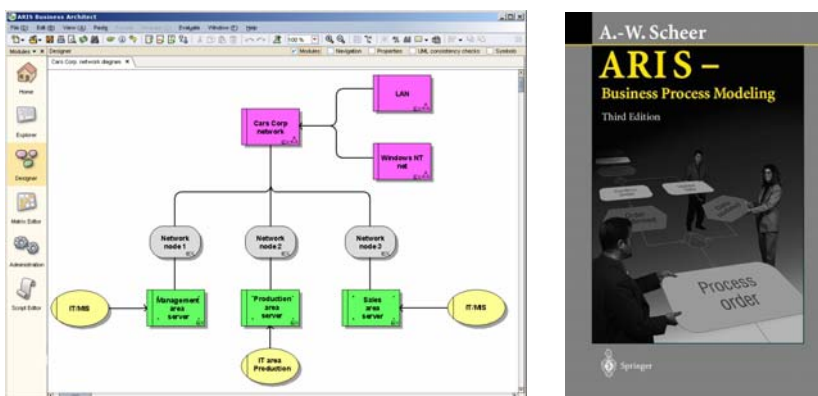 ARIS Business Architect
Evaluate Window (F) Help
100 %
Modules Designer
Modules Navigation Properties UML consistency checks Symbols
Cars Corp network diagram
Home
Explorer
Designer
Matrix Editor
Administration
Script Editor
LAN
Cars Corp
network
Windows NT
net
Network
node 1
Network
node 2
Network
node 3
IT/MIS
Management
area
server
Production
area
server
Sales
area
server
IT/MIS
IT area
Production
A.-W. Scheer
ARIS –
Business Process Modeling
Third Edition
Process
order
Springer